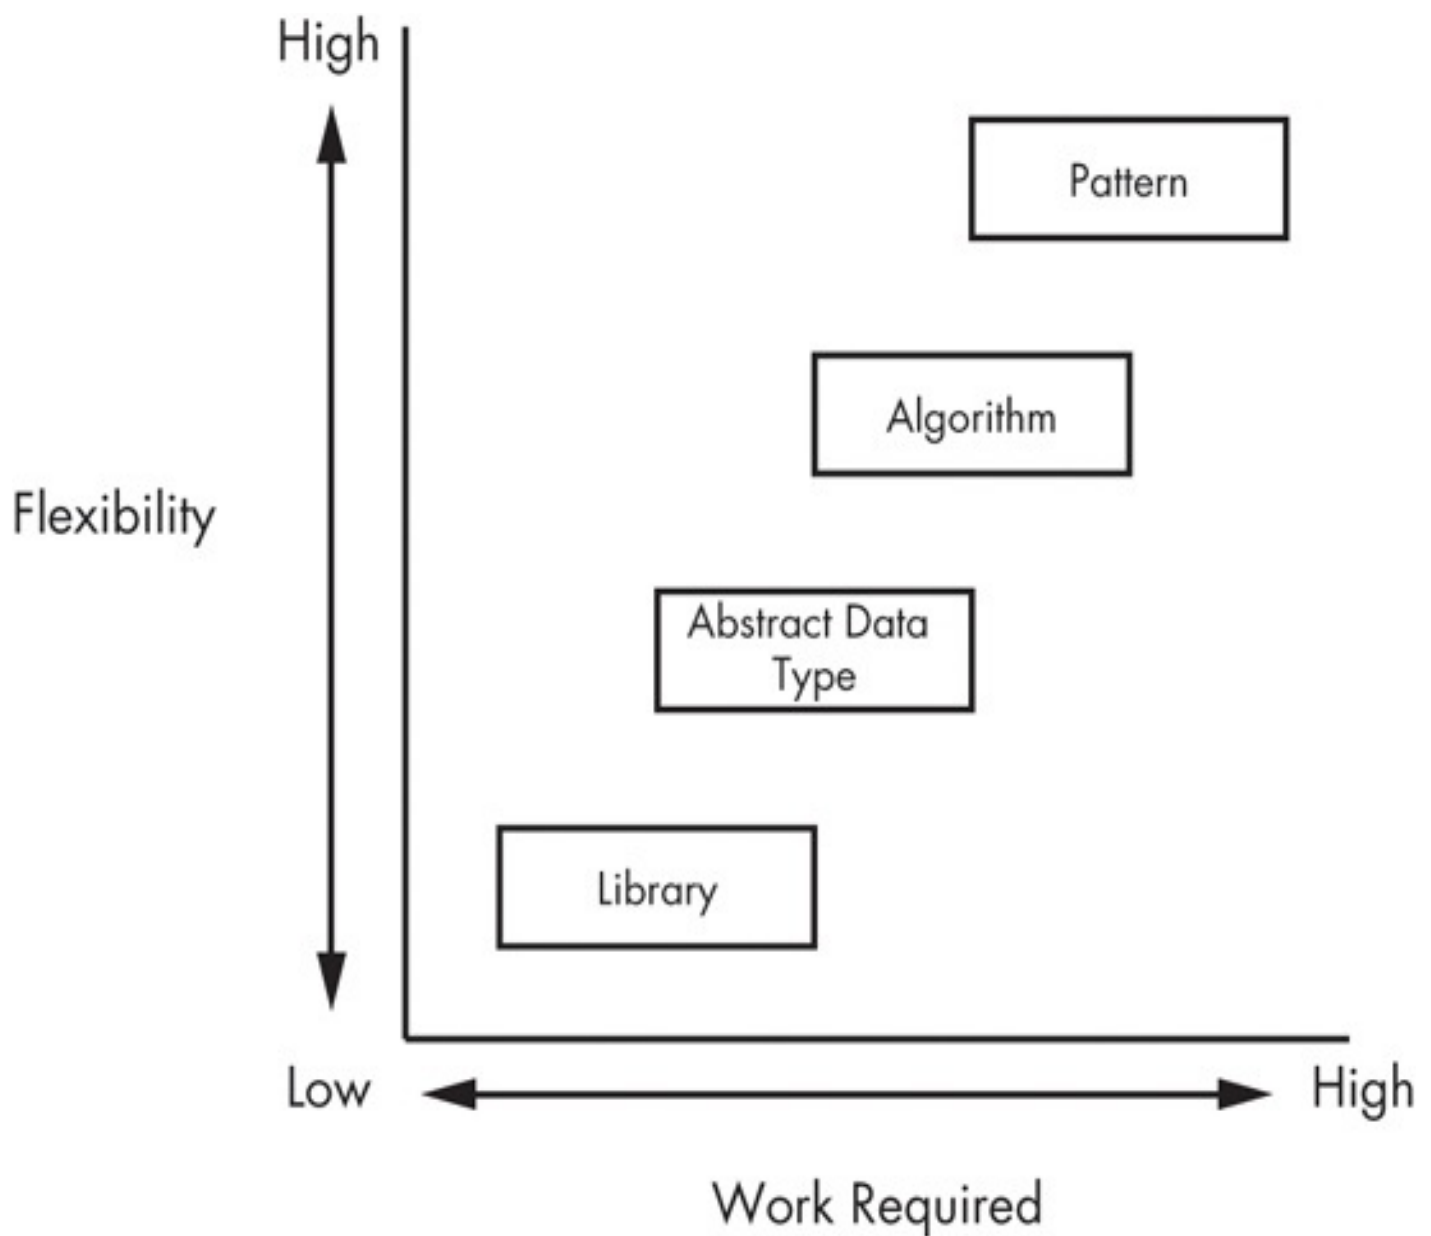 High
Pattern
Algorithm
Flexibility
Abstract Data
Type
Library
Low
High
Work Required